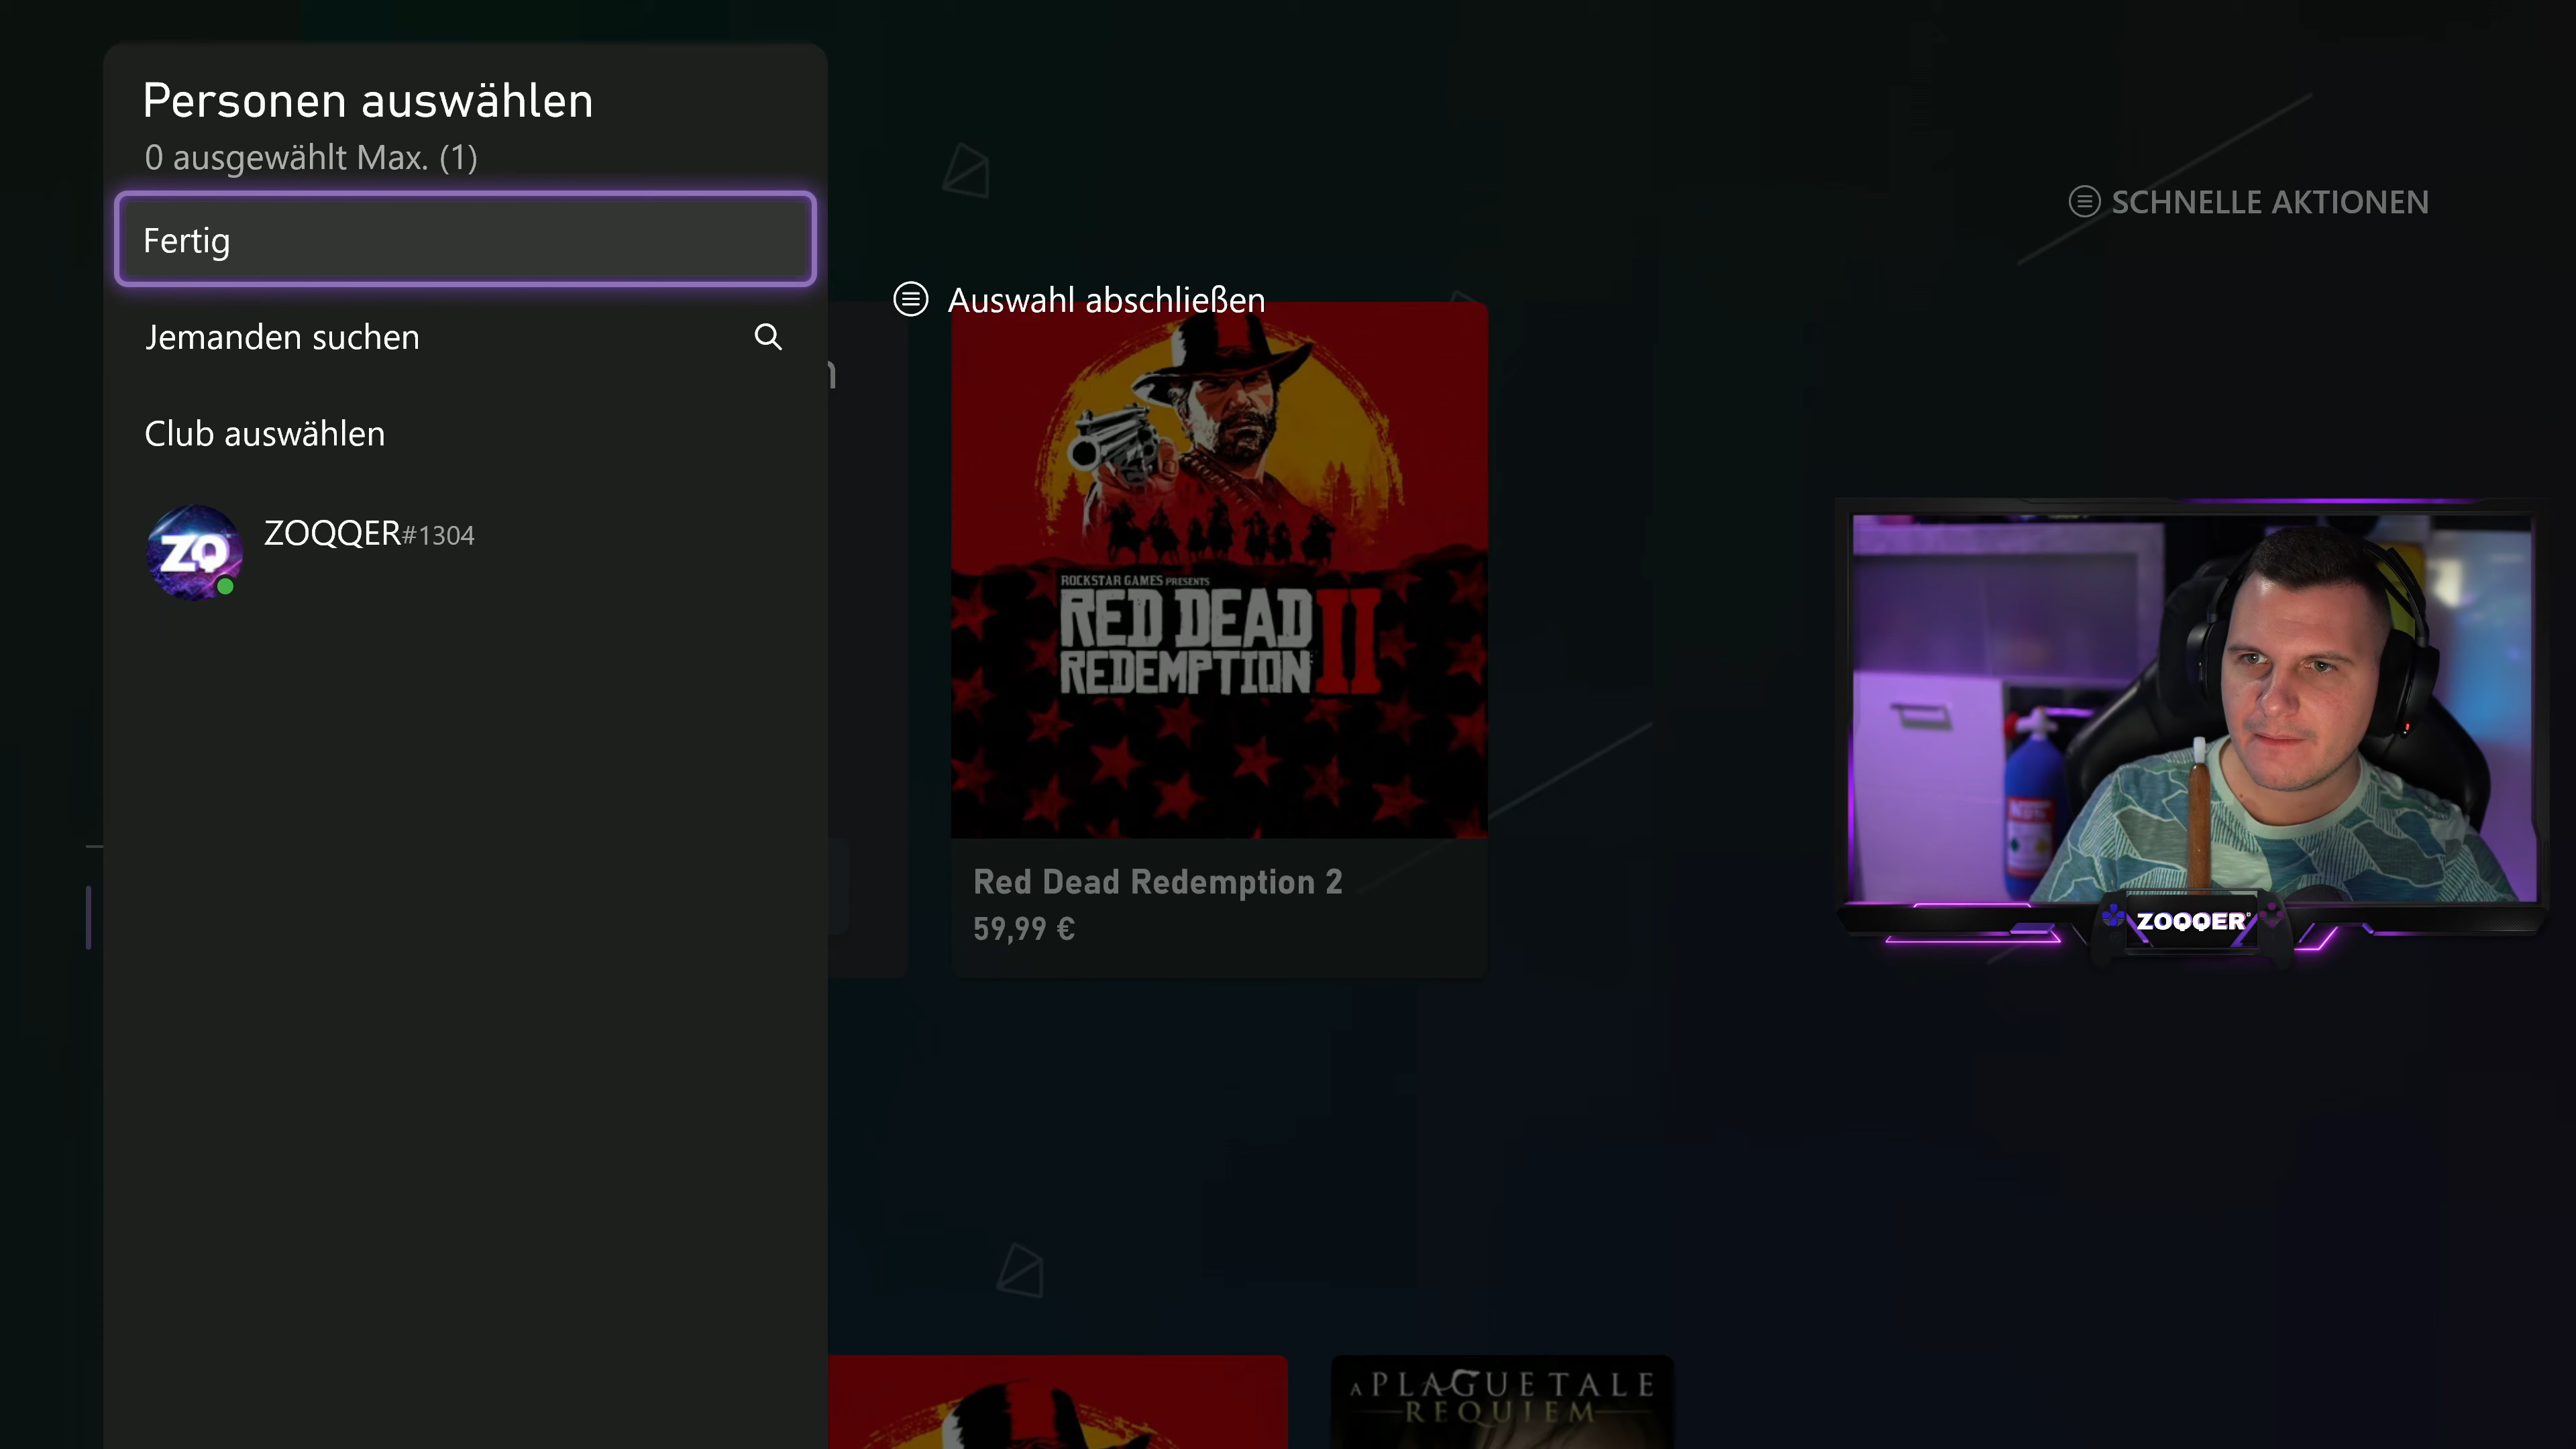 Personen auswählen
0 ausgewählt Max. (1)
Fertig
Jemanden suchen
Club auswählen
ZQ
ZOQQER#1304
SCHNELLE AKTIONEN
Auswahl abschließen
n
ROCKSTAR GAMES PRESENTS
RED DEAD
REDEMPTION II
Red Dead Redemption 2
59,99 €
ZOQQER
A PLAGUE TALE
REQUIEM